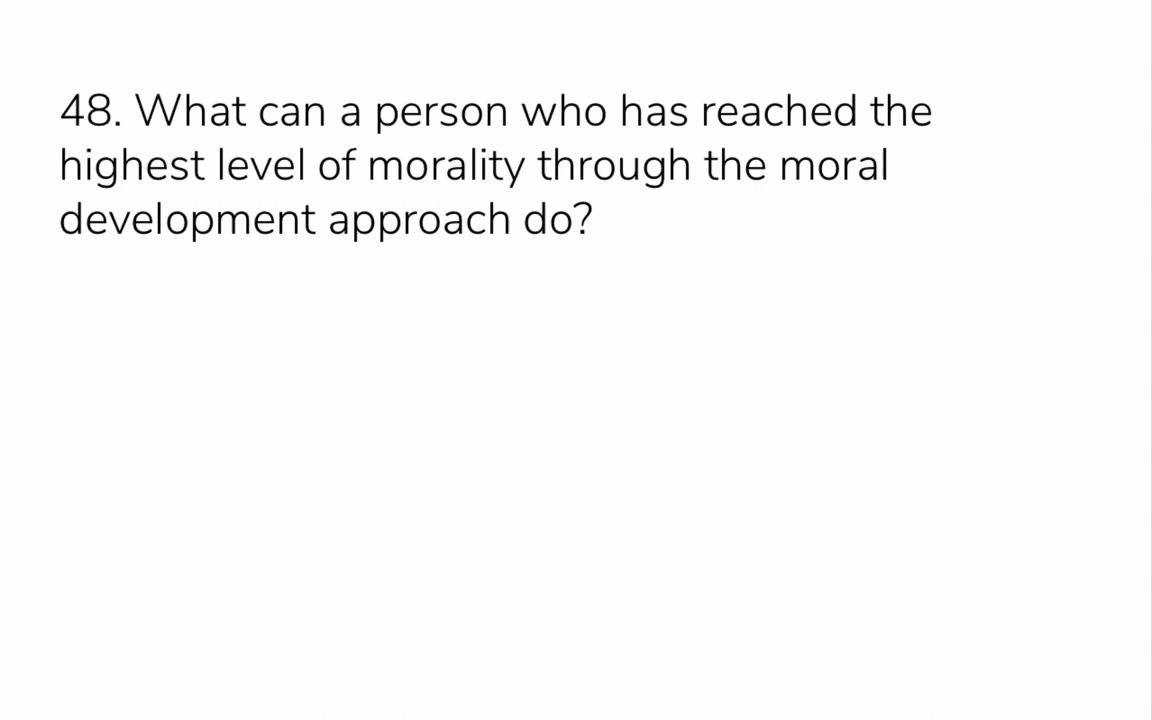 48. What can a person who has reached the
highest level of morality through the moral
development approach do?